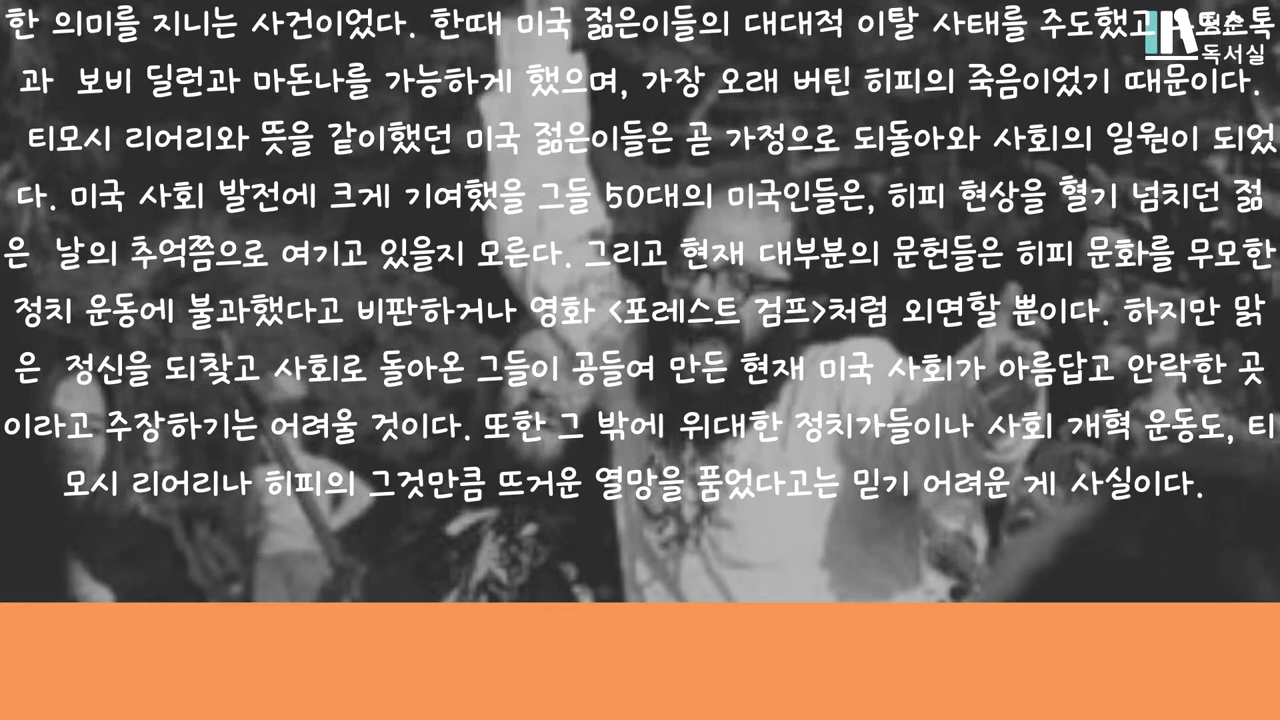 한 의미를 지니는 사건이었다. 한때 미국 젊은이들의 대대적 이탈 사태를 주도했고
과 보비 딜런과 마돈나를 가능하게 했으며, 가장 오래 버틴 히피의 죽음이었기 때문이다.
티모시 리어리와 뜻을 같이했던 미국 젊은이들은 곧 가정으로 되돌아와 사회의 일원이 되었
다. 미국 사회 발전에 크게 기여했을 그들 50대의 미국인들은, 히피 현상을 혈기 넘치던 젊
은 날의 추억쯤으로 여기고 있을지 모른다. 그리고 현재 대부분의 문헌들은 히피 문화를 무모한
정치 운동에 불과했다고 비판하거나 영화 <포레스트 검프>처럼 외면할 뿐이다. 하지만 맑
은 정신을 되찾고 사회로 돌아온 그들이 공들여 만든 현재 미국 사회가 아름답고 안락한 곳
이라고 주장하기는 어려울 것이다. 또한 그 밖에 위대한 정치가들이나 사회 개혁 운동도, 티
모시 리어리나 히피의 그것만큼 뜨거운 열망을 품었다고는 믿기 어려운 게 사실이다.
독서실